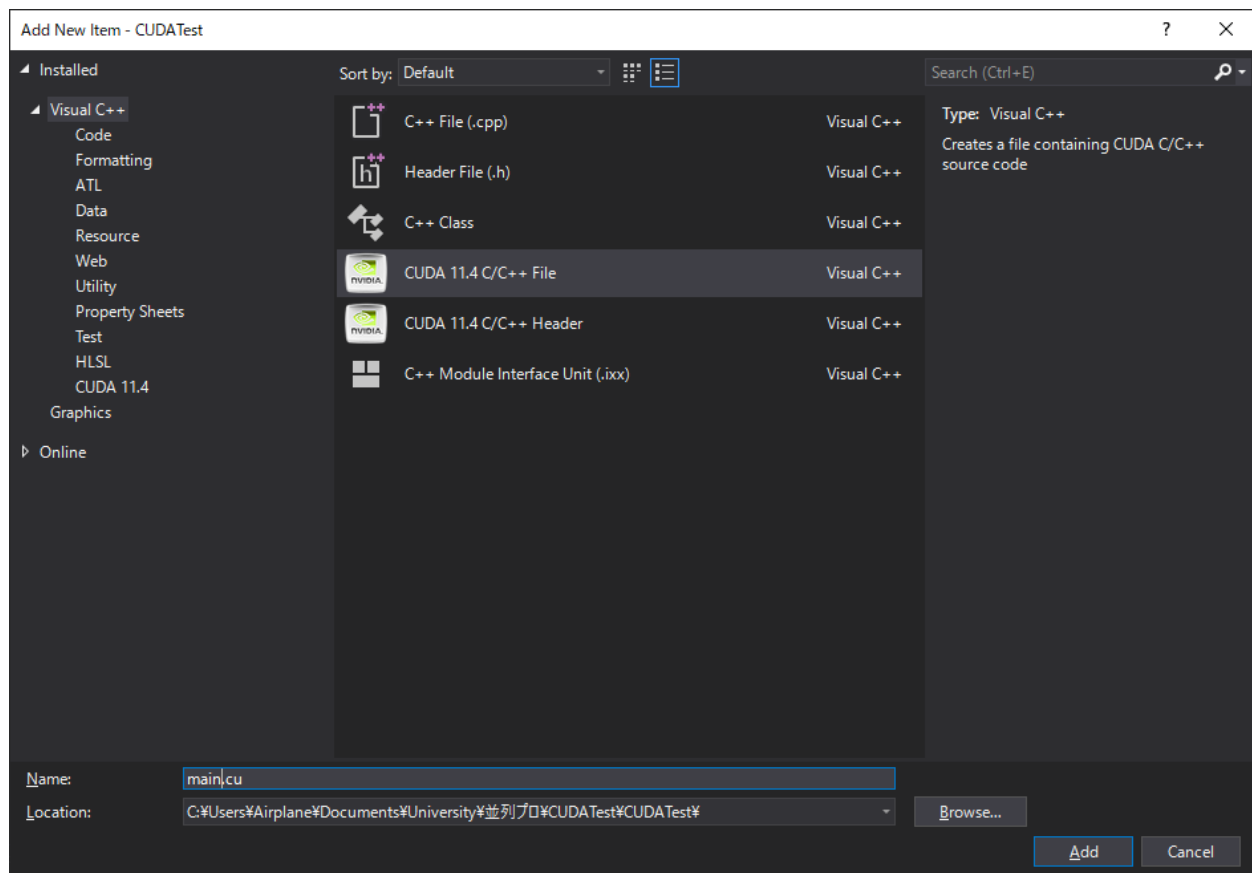 Add New Item - CUDATest
?
Installed
Visual C++
Code
Formatting
ATL
Data
Resource
Web
Utility
Property Sheets
Test
HLSL
CUDA 11.4
Graphics
Online
Sort by: Default
Search (Ctrl+E)
C++ File (.cpp) Visual C++
Header File (.h) Visual C++
C++ Class Visual C++
NVIDIA. CUDA 11.4 C/C++ File Visual C++
NVIDIA. CUDA 11.4 C/C++ Header Visual C++
C++ Module Interface Unit (.ixx) Visual C++
Type: Visual C++
Creates a file containing CUDA C/C++
source code
Name: main.cu
Location: C:¥Users¥Airplane¥Documents¥University¥並列プロ¥CUDATest¥CUDATest¥ Browse...
Add Cancel